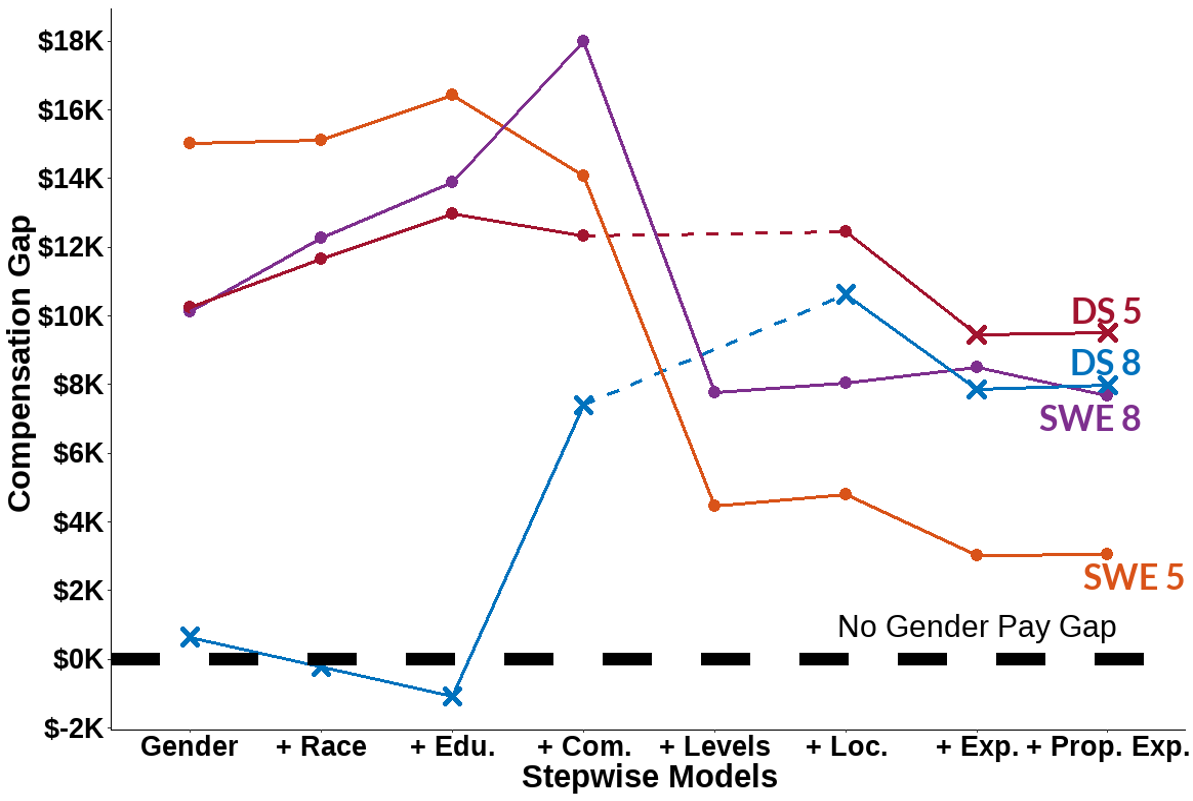 $18K
$16K
$14K
$12K
$10K
$8K
$6K
$4K
$2K
$0K
$-2K
Compensation Gap
DS 5
DS 8
SWE 8
SWE 5
No Gender Pay Gap
Gender + Race + Edu. + Com. + Levels + Loc. + Exp. + Prop. Exp.
Stepwise Models